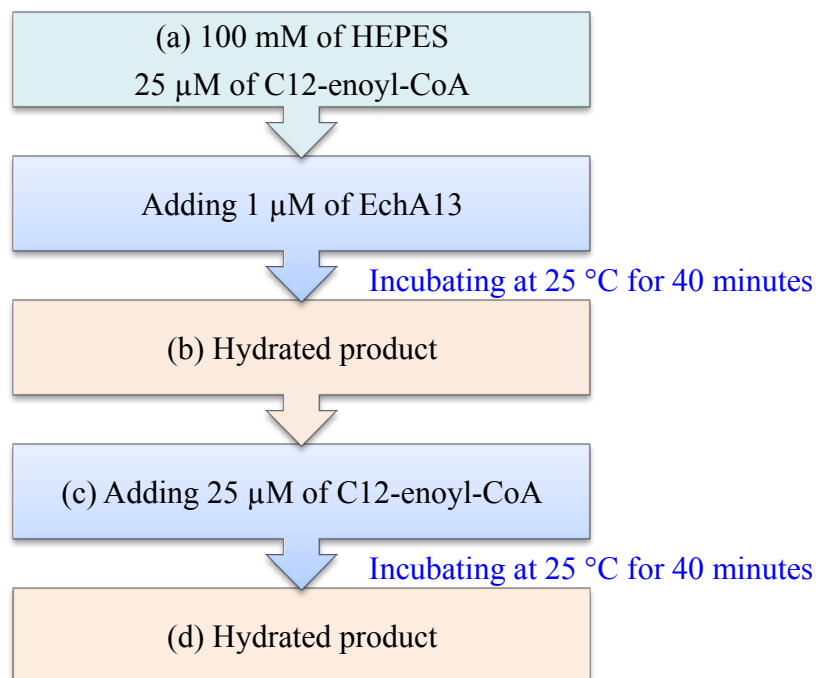 (a) 100 mM of HEPES
25 µM of C12-enoyl-CoA
Adding 1 µM of EchA13
Incubating at 25 °C for 40 minutes
(b) Hydrated product
(c) Adding 25 µM of C12-enoyl-CoA
Incubating at 25 °C for 40 minutes
(d) Hydrated product